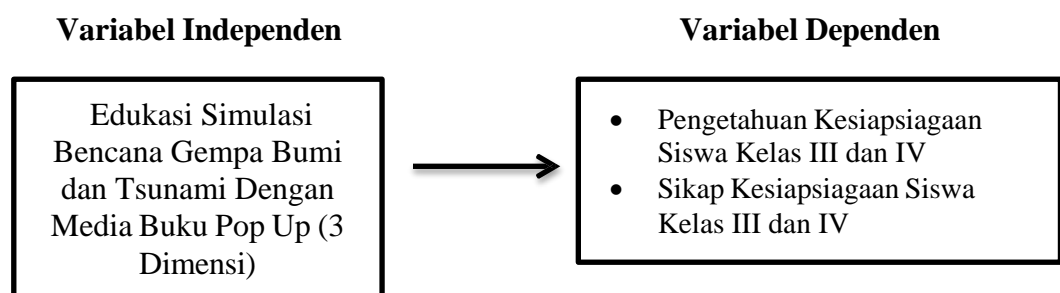 Variabel Independen
Variabel Dependen
Edukasi Simulasi
Bencana Gempa Bumi
dan Tsunami Dengan
Media Buku Pop Up (3
Dimensi)
• Pengetahuan Kesiapsiagaan
Siswa Kelas III dan IV
• Sikap Kesiapsiagaan Siswa
Kelas III dan IV